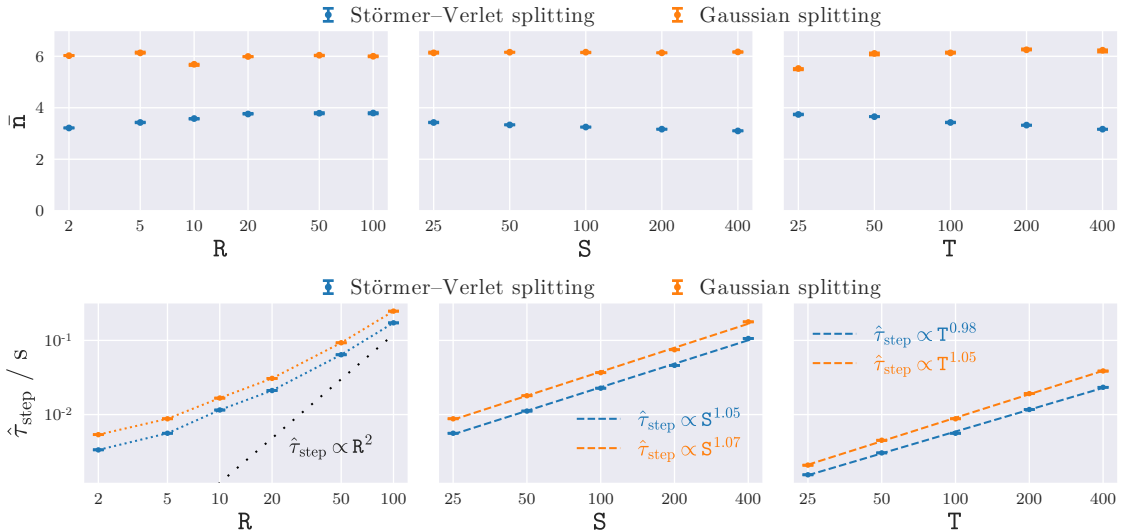 Störmer–Verlet splitting Gaussian splitting
6
4
2
0
n̄
2 5 10 20 50 100
R
25 50 100 200 400
S
25 50 100 200 400
T
Störmer–Verlet splitting Gaussian splitting
10⁻¹
10⁻²
τ̂step / s
τ̂step ∝ R²
2 5 10 20 50 100
R
τ̂step ∝ S^1.05
τ̂step ∝ S^1.07
25 50 100 200 400
S
τ̂step ∝ T^0.98
τ̂step ∝ T^1.05
25 50 100 200 400
T